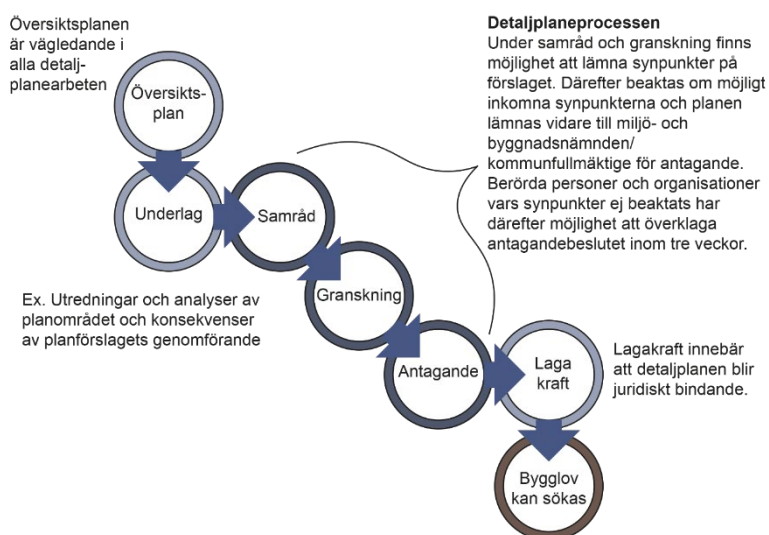 Översiktsplanen
är vägledande i
alla detalj-
planearbeten
Översikts-
plan
Detaljplaneprocessen
Under samråd och granskning finns
möjlighet att lämna synpunkter på
förslaget. Därefter beaktas om möjligt
inkomna synpunkterna och planen
lämnas vidare till miljö- och
byggnadsnämnden/
kommunfullmäktige för antagande.
Berörda personer och organisationer
vars synpunkter ej beaktats har
därefter möjlighet att överklaga
antagandebeslutet inom tre veckor.
Underlag
Samråd
Ex. Utredningar och analyser av
planområdet och konsekvenser
av planförslagets genomförande
Granskning
Antagande
Laga
kraft
Lagakraft innebär
att detaljplanen blir
juridiskt bindande.
Bygglov
kan sökas